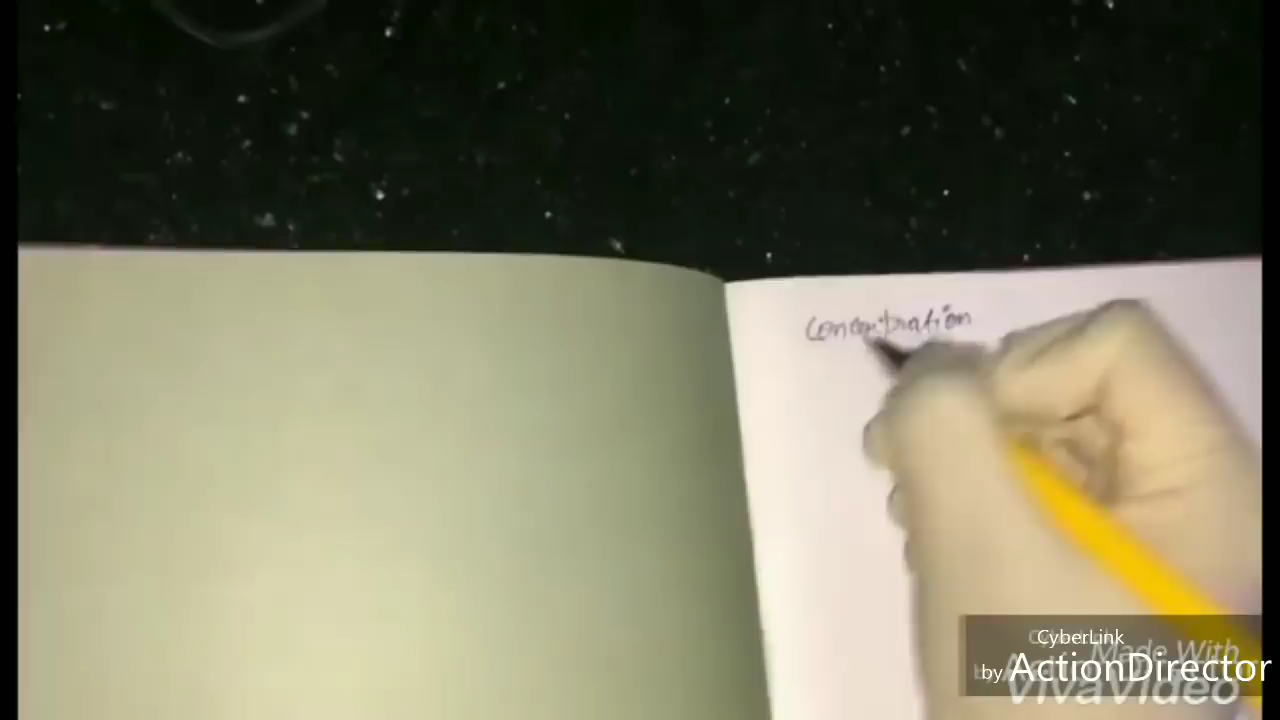 Concentration
CyberLink
Made With
by ActionDirector
VivaVideo